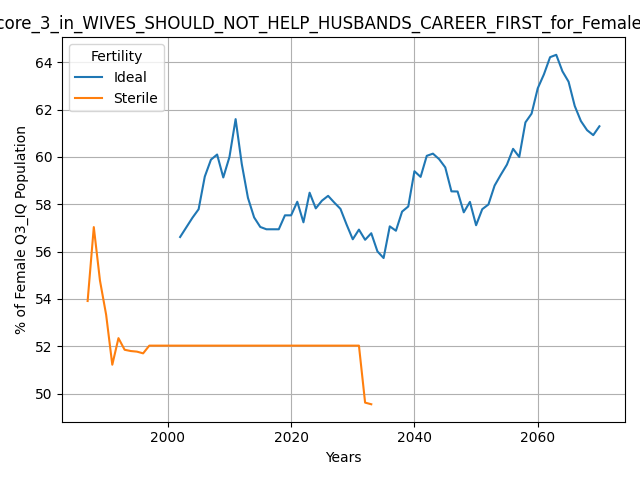 core_3_in_WIVES_SHOULD_NOT_HELP_HUSBANDS_CAREER_FIRST_for_Female
Fertility
Ideal
Sterile
% of Female Q3_IQ Population
64
62
60
58
56
54
52
50
2000
2020
2040
2060
Years